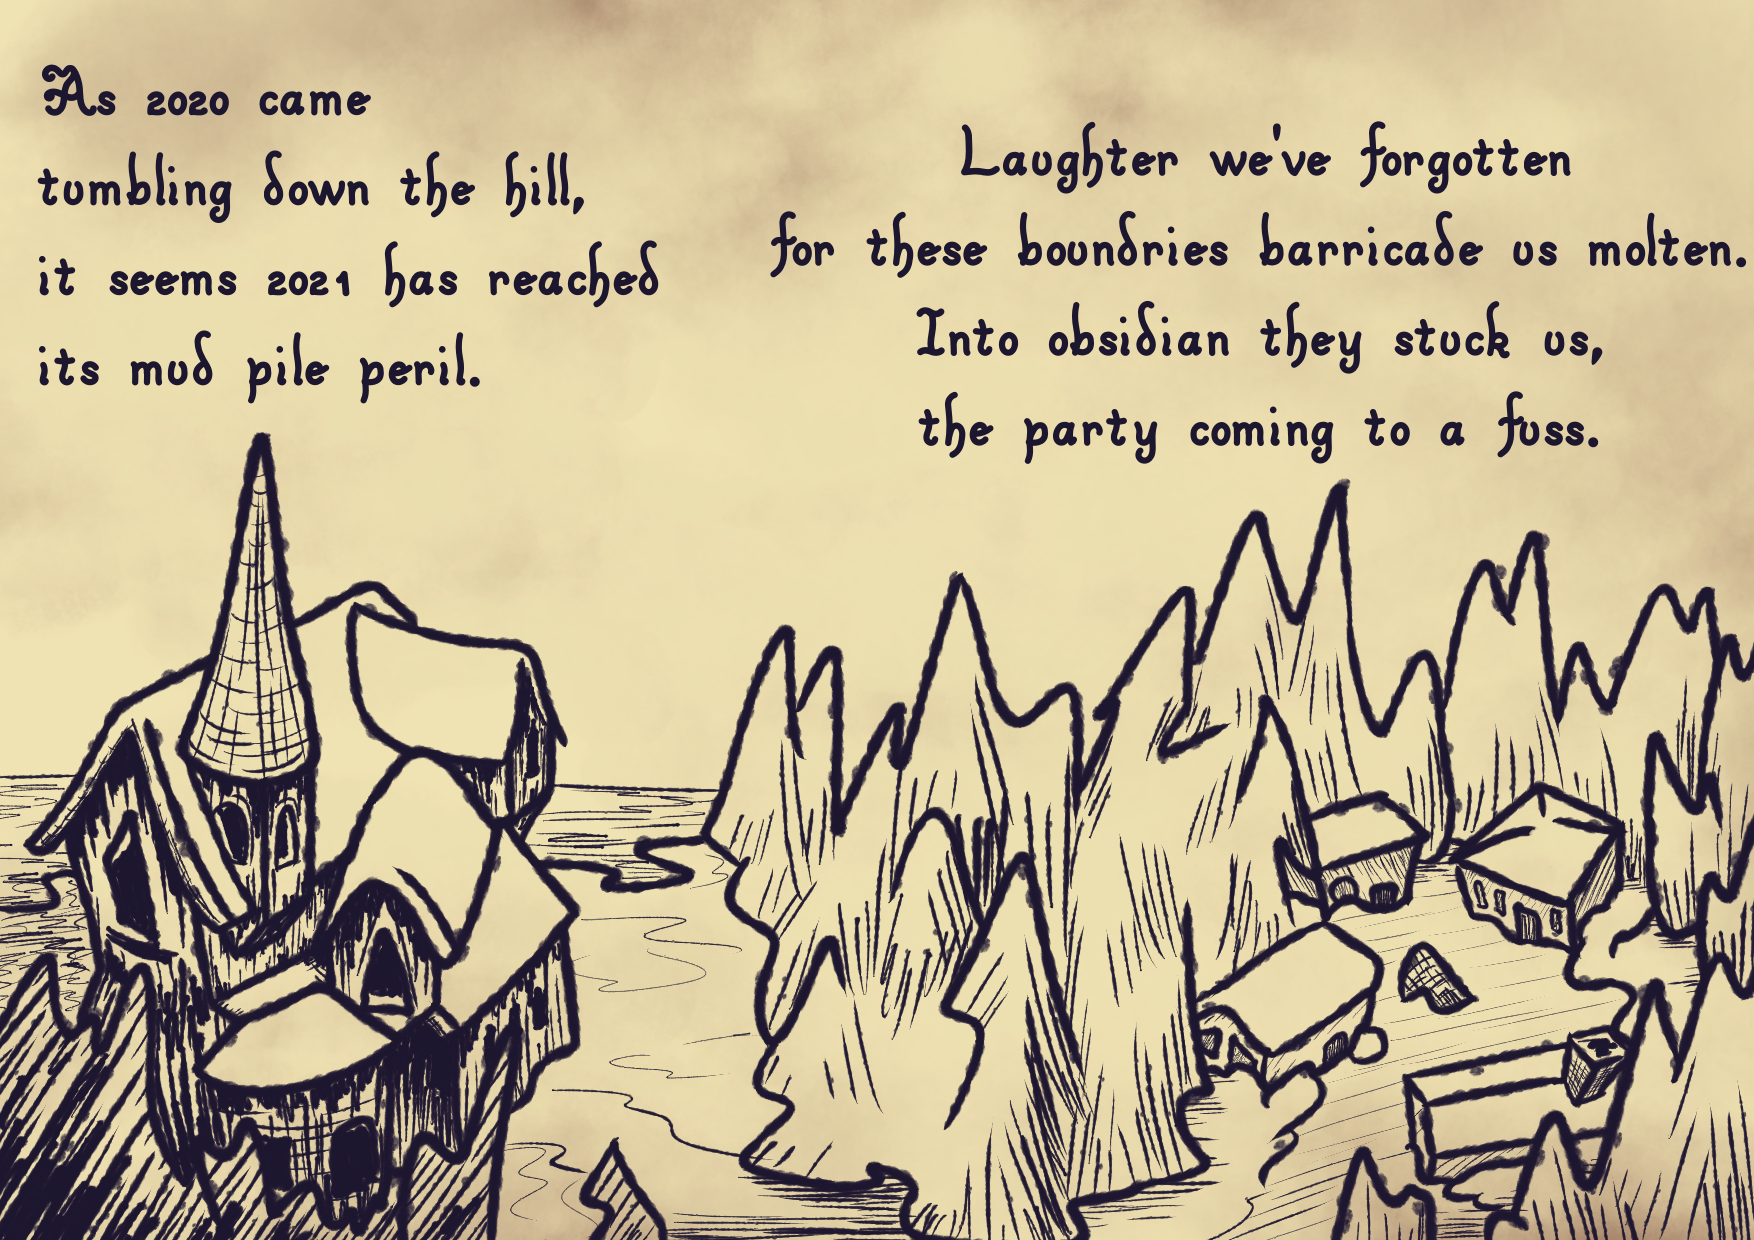 As 2020 came
tumbling down the hill,
it seems 2021 has reached
its mud pile peril.
Laughter we've forgotten
for these boundries barricade us molten.
Into obsidian they stuck us,
the party coming to a fuss.